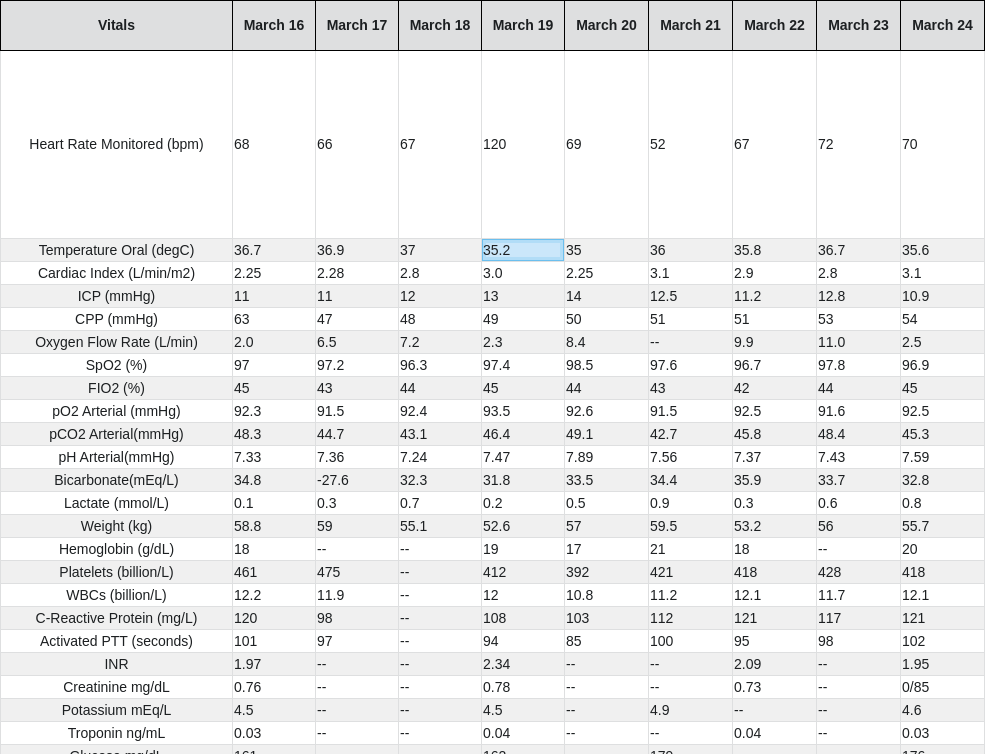 Vitals March 16 March 17 March 18 March 19 March 20 March 21 March 22 March 23 March 24
Heart Rate Monitored (bpm) 68 66 67 120 69 52 67 72 70
Temperature Oral (degC) 36.7 36.9 37 35.2 35 36 35.8 36.7 35.6
Cardiac Index (L/min/m2) 2.25 2.28 2.8 3.0 2.25 3.1 2.9 2.8 3.1
ICP (mmHg) 11 11 12 13 14 12.5 11.2 12.8 10.9
CPP (mmHg) 63 47 48 49 50 51 51 53 54
Oxygen Flow Rate (L/min) 2.0 6.5 7.2 2.3 8.4 -- 9.9 11.0 2.5
SpO2 (%) 97 97.2 96.3 97.4 98.5 97.6 96.7 97.8 96.9
FIO2 (%) 45 43 44 45 44 43 42 44 45
pO2 Arterial (mmHg) 92.3 91.5 92.4 93.5 92.6 91.5 92.5 91.6 92.5
pCO2 Arterial(mmHg) 48.3 44.7 43.1 46.4 49.1 42.7 45.8 48.4 45.3
pH Arterial(mmHg) 7.33 7.36 7.24 7.47 7.89 7.56 7.37 7.43 7.59
Bicarbonate(mEq/L) 34.8 -27.6 32.3 31.8 33.5 34.4 35.9 33.7 32.8
Lactate (mmol/L) 0.1 0.3 0.7 0.2 0.5 0.9 0.3 0.6 0.8
Weight (kg) 58.8 59 55.1 52.6 57 59.5 53.2 56 55.7
Hemoglobin (g/dL) 18 -- -- 19 17 21 18 -- 20
Platelets (billion/L) 461 475 -- 412 392 421 418 428 418
WBCs (billion/L) 12.2 11.9 -- 12 10.8 11.2 12.1 11.7 12.1
C-Reactive Protein (mg/L) 120 98 -- 108 103 112 121 117 121
Activated PTT (seconds) 101 97 -- 94 85 100 95 98 102
INR 1.97 -- -- 2.34 -- -- 2.09 -- 1.95
Creatinine mg/dL 0.76 -- -- 0.78 -- -- 0.73 -- 0/85
Potassium mEq/L 4.5 -- -- 4.5 -- 4.9 -- -- 4.6
Troponin ng/mL 0.03 -- -- 0.04 -- -- 0.04 -- 0.03